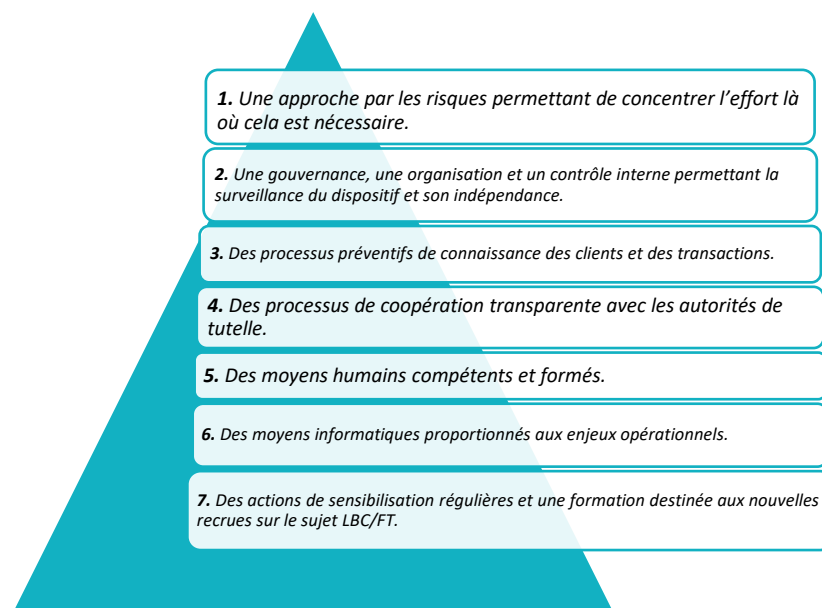 1. Une approche par les risques permettant de concentrer l’effort là
où cela est nécessaire.
2. Une gouvernance, une organisation et un contrôle interne permettant la
surveillance du dispositif et son indépendance.
3. Des processus préventifs de connaissance des clients et des transactions.
4. Des processus de coopération transparente avec les autorités de
tutelle.
5. Des moyens humains compétents et formés.
6. Des moyens informatiques proportionnés aux enjeux opérationnels.
7. Des actions de sensibilisation régulières et une formation destinée aux nouvelles
recrues sur le sujet LBC/FT.